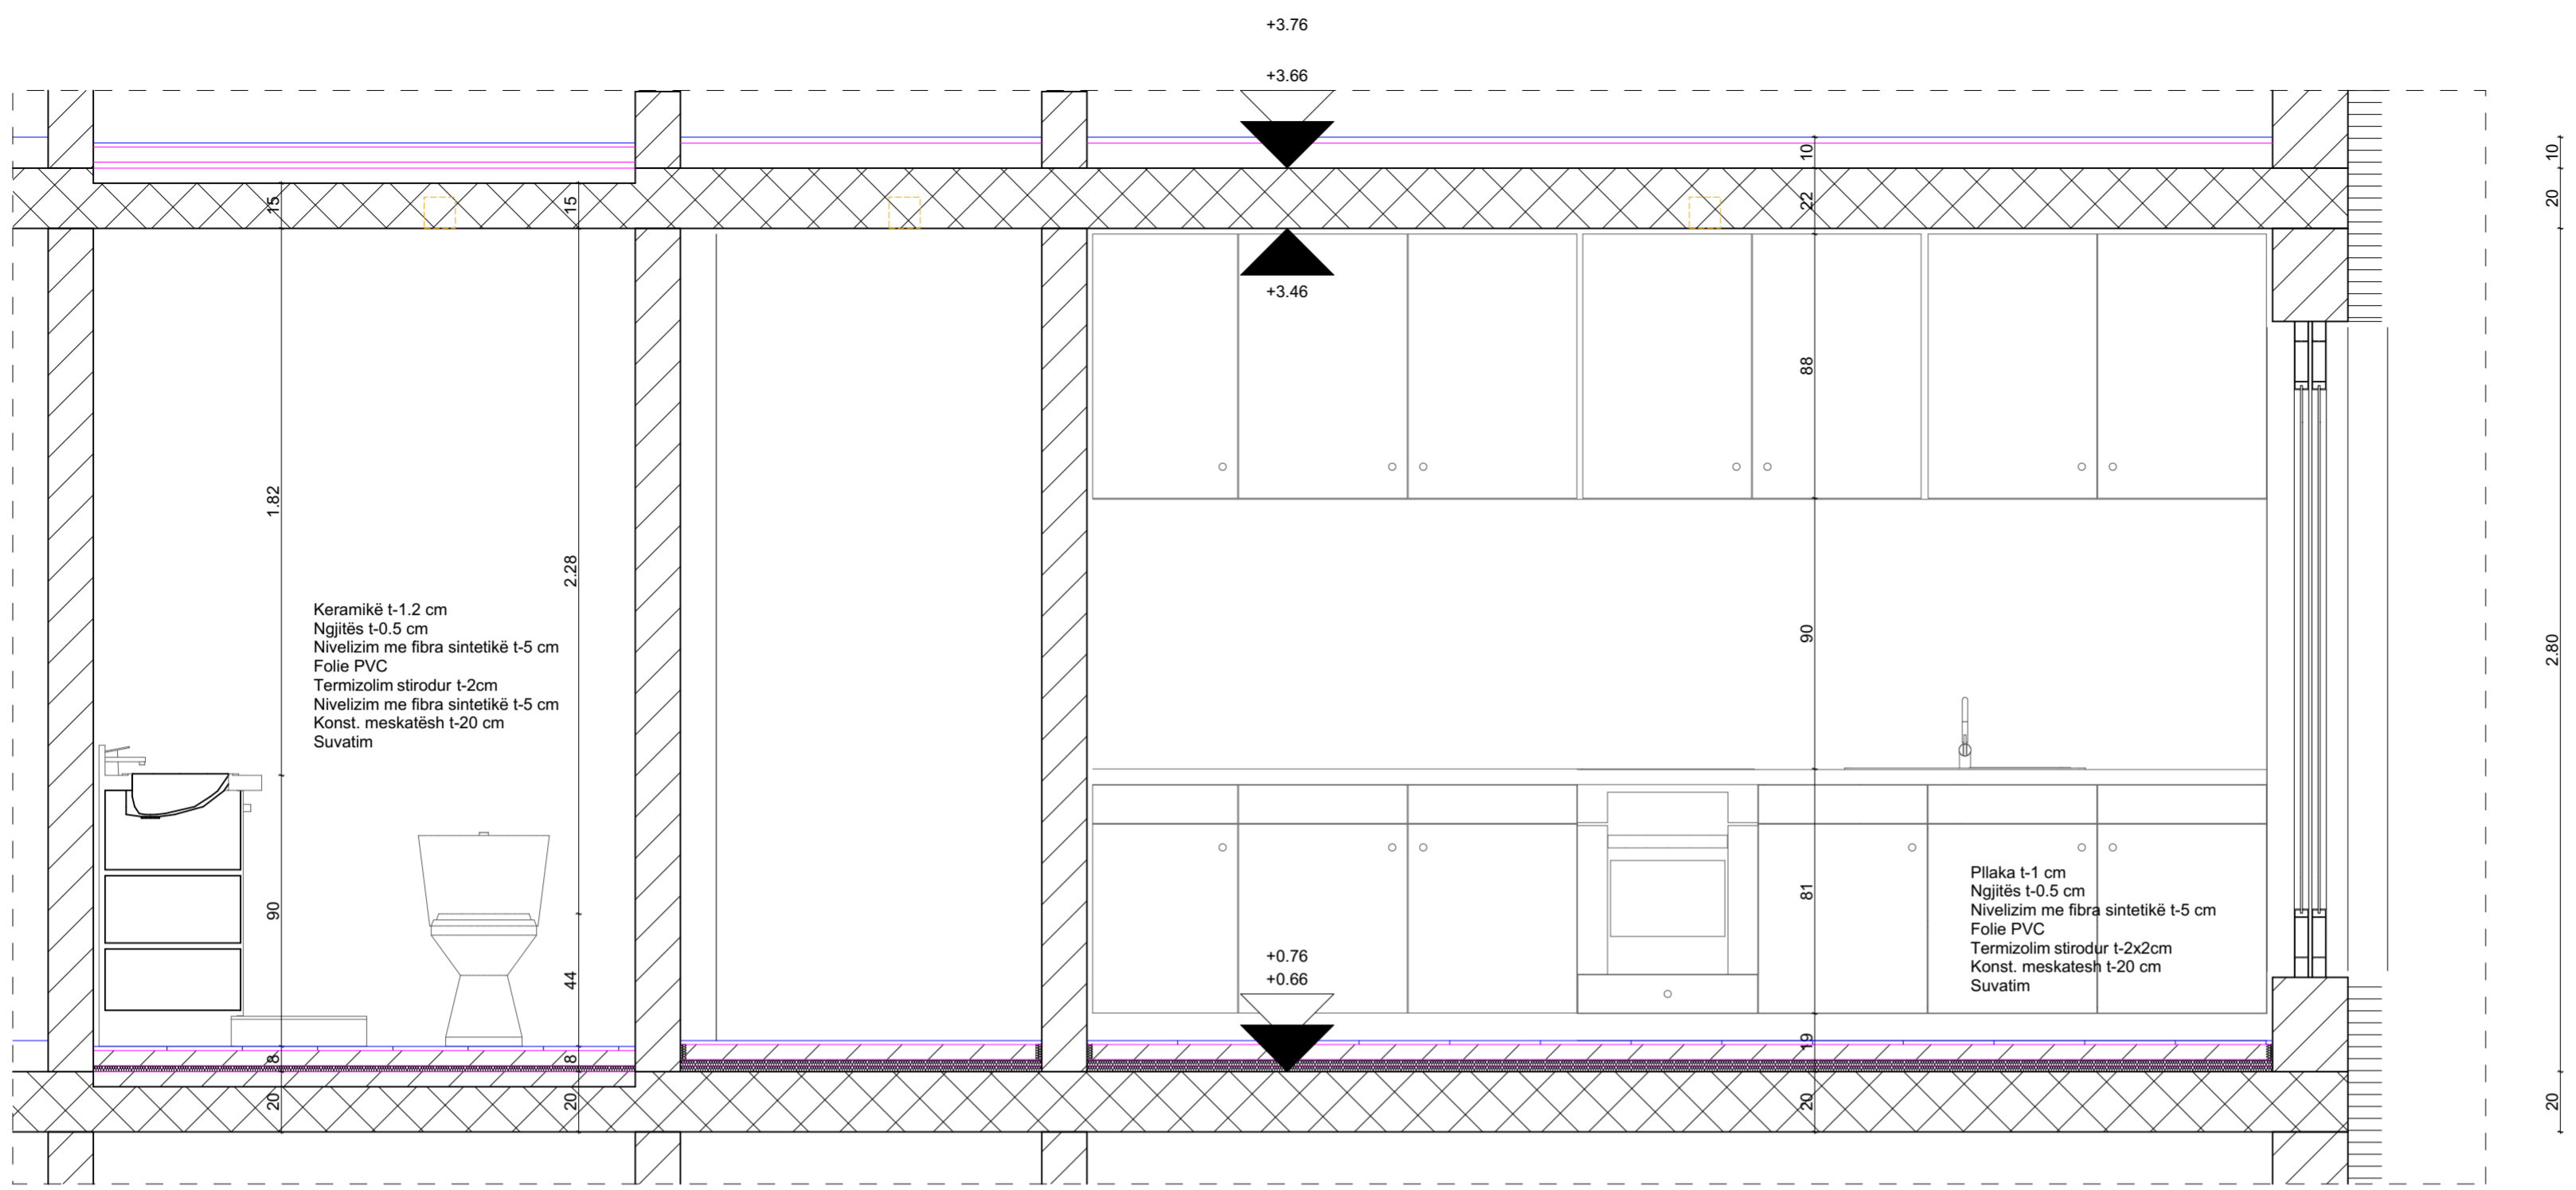 +3.76
+3.66
10
10
15
15
22
20
+3.46
88
1.82
2.28
Keramikë t-1.2 cm
Ngjitës t-0.5 cm
Nivelizim me fibra sintetikë t-5 cm
Folie PVC
Termizolim stirodur t-2cm
Nivelizim me fibra sintetikë t-5 cm
Konst. meskatësh t-20 cm
Suvatim
90
2.80
90
81
44
Pllaka t-1 cm
Ngjitës t-0.5 cm
Nivelizim me fibra sintetikë t-5 cm
Folie PVC
Termizolim stirodur t-2x2cm
Konst. meskatesh t-20 cm
Suvatim
+0.76
+0.66
8
8
19
20
20
20
20